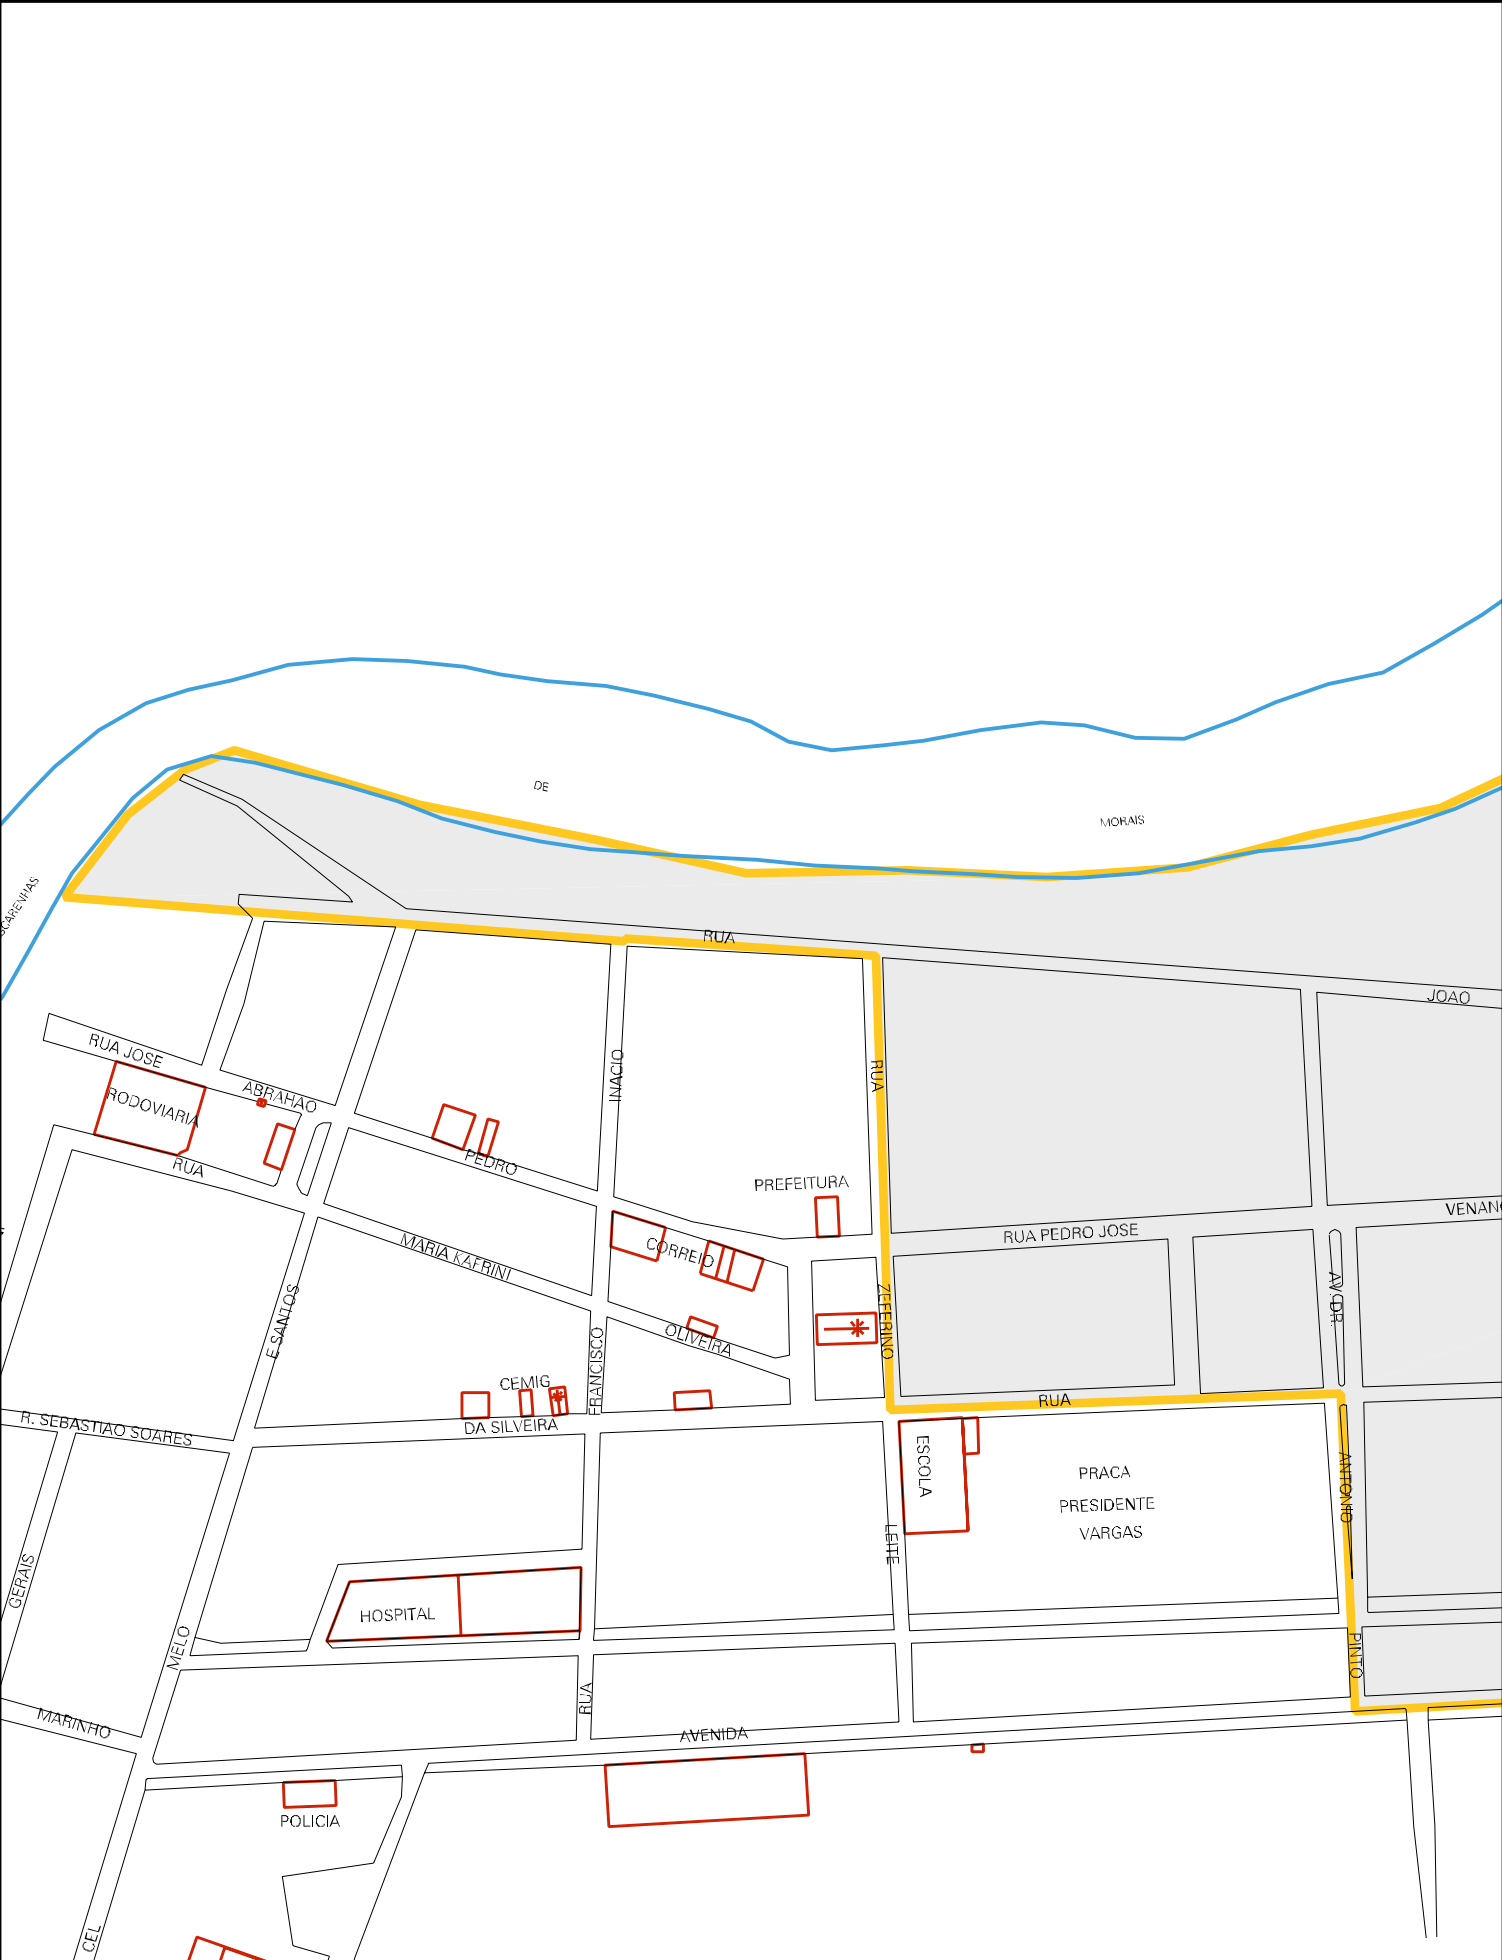 DE
MORAIS
SCARENHAS
RUA
JOAO
RUA JOSE
ABRAHAO
RODOVIARIA
RUA
INACIO
RUA
PEDRO
PREFEITURA
CORREIO
RUA PEDRO JOSE
VENANC
MARIA KAFRINI
E SANTOS
ZEFERINO
AV. DR.
OLIVEIRA
FRANCISCO
CEMIG
DA SILVEIRA
RUA
R. SEBASTIAO SOARES
ESCOLA
PRACA
PRESIDENTE
VARGAS
ANTONIO
LEITE
GERAIS
HOSPITAL
MELO
PINTO
RUA
MARINHO
AVENIDA
POLICIA
CEL